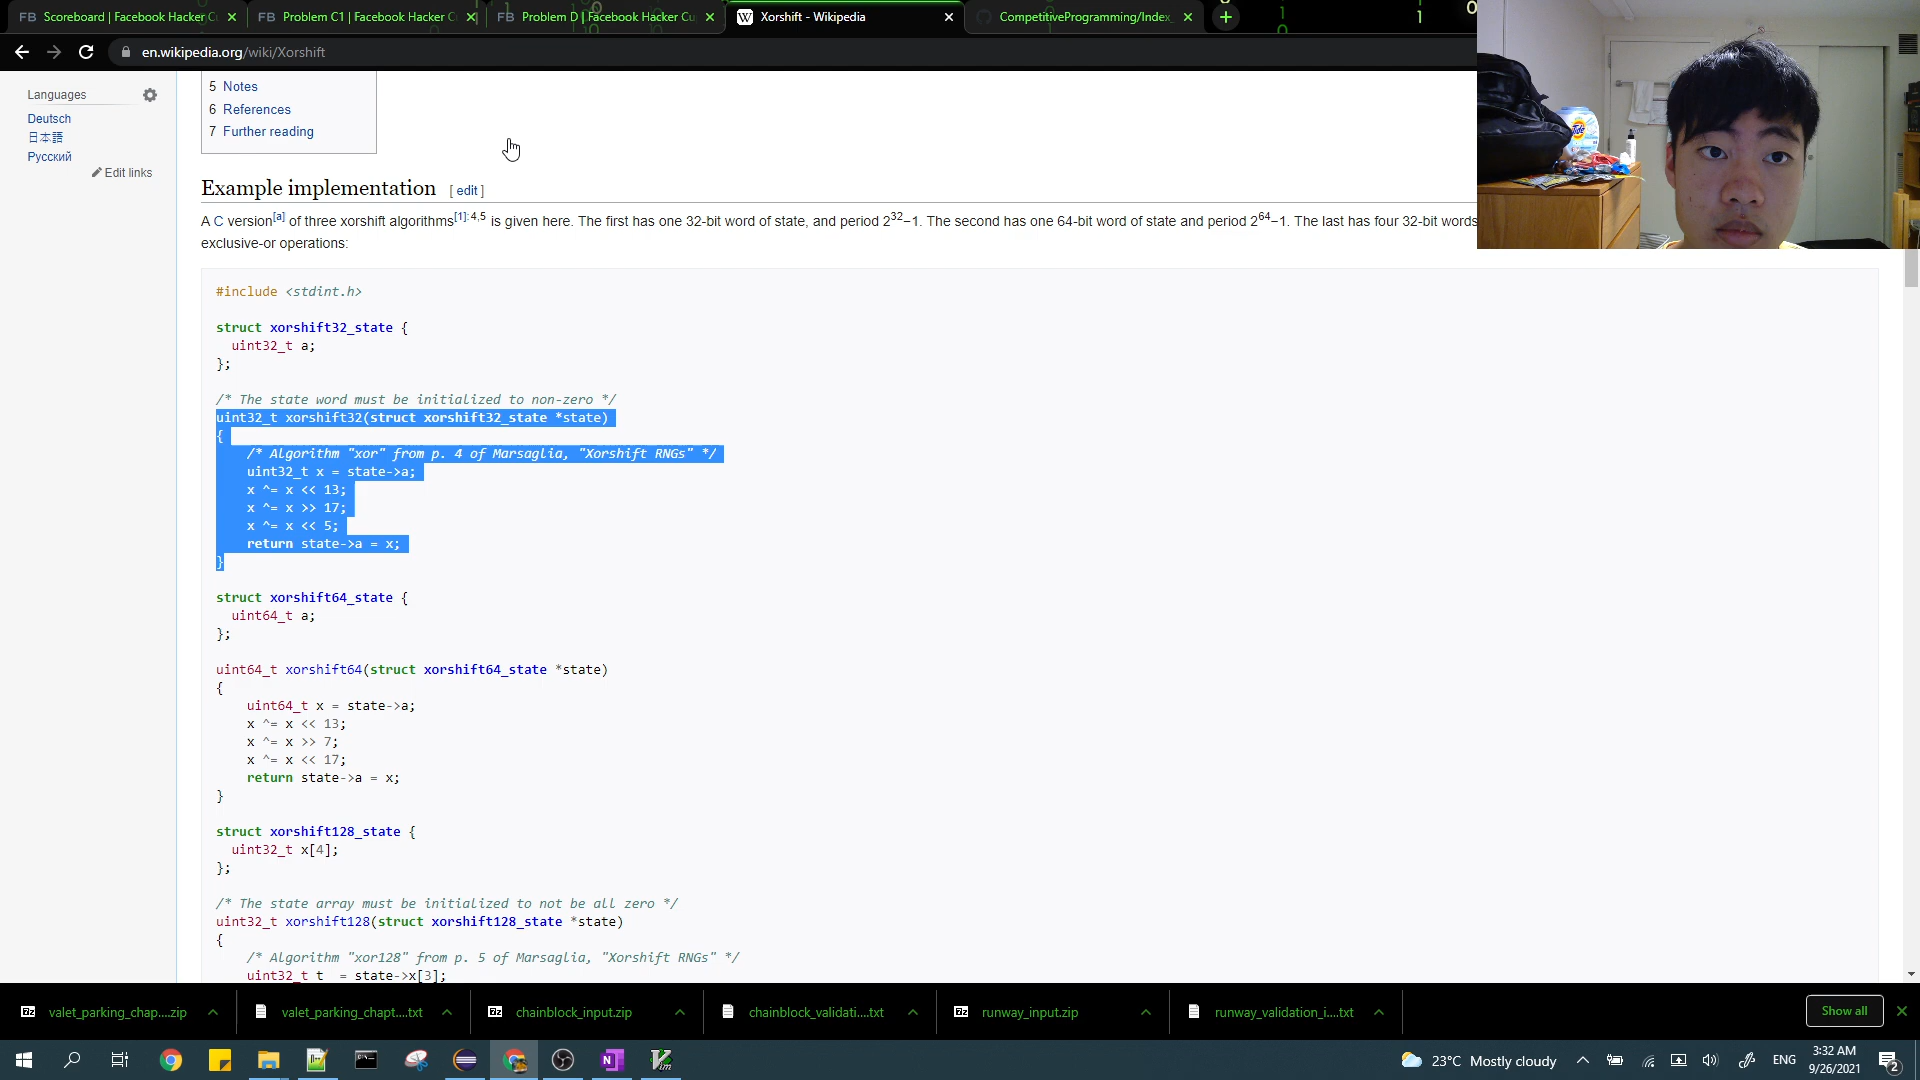 FB Scoreboard | Facebook Hacker Cu
FB Problem C1 | Facebook Hacker C
FB Problem D | Facebook Hacker Cu
W Xorshift - Wikipedia
CompetitiveProgramming/Index_
en.wikipedia.org/wiki/Xorshift
Languages
Deutsch
日本語
Русский
Edit links
5 Notes
6 References
7 Further reading
Example implementation [ edit ]
A C version[a] of three xorshift algorithms[1]:4,5 is given here. The first has one 32-bit word of state, and period 2^32−1. The second has one 64-bit word of state and period 2^64−1. The last has four 32-bit words
exclusive-or operations:
#include <stdint.h>
struct xorshift32_state {
uint32_t a;
};
/* The state word must be initialized to non-zero */
uint32_t xorshift32(struct xorshift32_state *state)
{
/* Algorithm "xor" from p. 4 of Marsaglia, "Xorshift RNGs" */
uint32_t x = state->a;
x ^= x << 13;
x ^= x >> 17;
x ^= x << 5;
return state->a = x;
}
struct xorshift64_state {
uint64_t a;
};
uint64_t xorshift64(struct xorshift64_state *state)
{
uint64_t x = state->a;
x ^= x << 13;
x ^= x >> 7;
x ^= x << 17;
return state->a = x;
}
struct xorshift128_state {
uint32_t x[4];
};
/* The state array must be initialized to not be all zero */
uint32_t xorshift128(struct xorshift128_state *state)
{
/* Algorithm "xor128" from p. 5 of Marsaglia, "Xorshift RNGs" */
uint32_t t = state->x[3];
Tide
valet_parking_chap....zip
valet_parking_chapt....txt
chainblock_input.zip
chainblock_validati....txt
runway_input.zip
runway_validation_i....txt
Show all
23°C Mostly cloudy
ENG
3:32 AM
9/26/2021
2